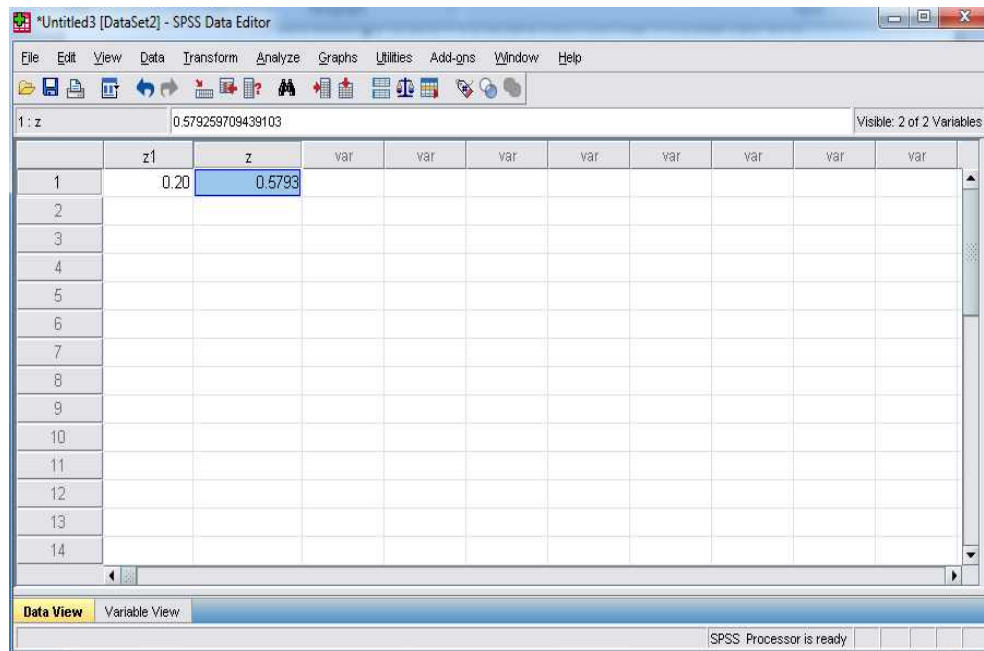 *Untitled3 [DataSet2] - SPSS Data Editor
File Edit View Data Transform Analyze Graphs Utilities Add-ons Window Help
1 : z 0.579259709439103 Visible: 2 of 2 Variables
z1 z var var var var var var var var
1 0.20 0.5793
2
3
4
5
6
7
8
9
10
11
12
13
14
Data View Variable View
SPSS Processor is ready